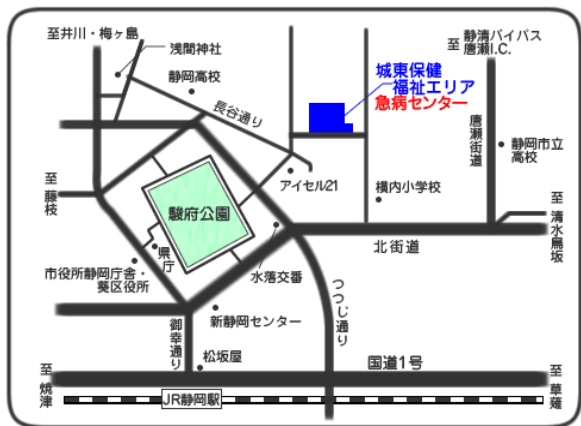 至井川・梅ヶ島
浅間神社
静岡高校
長谷通り
城東保健
福祉エリア
急病センター
至
静清バイパス
唐瀬I.C.
唐瀬街道
静岡市立
高校
至
藤枝
アイセル21
横内小学校
至
清水鳥坂
駿府公園
県庁
市役所静岡庁舎・
葵区役所
水落交番
北街道
つつじ通り
新静岡センター
御幸通り
松坂屋
国道1号
至
焼津
JR静岡駅
至
草薙